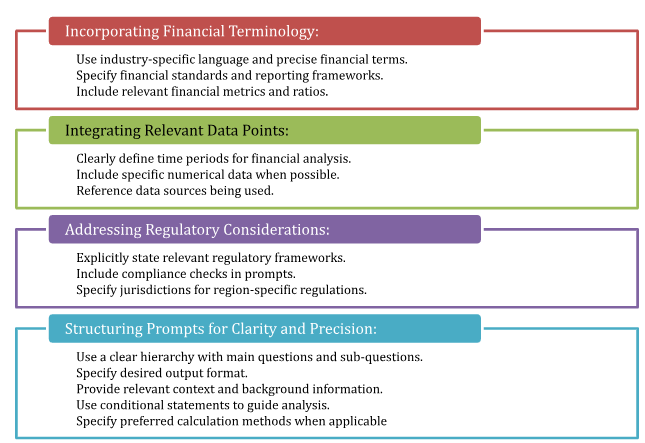 Incorporating Financial Terminology:
Use industry-specific language and precise financial terms.
Specify financial standards and reporting frameworks.
Include relevant financial metrics and ratios.
Integrating Relevant Data Points:
Clearly define time periods for financial analysis.
Include specific numerical data when possible.
Reference data sources being used.
Addressing Regulatory Considerations:
Explicitly state relevant regulatory frameworks.
Include compliance checks in prompts.
Specify jurisdictions for region-specific regulations.
Structuring Prompts for Clarity and Precision:
Use a clear hierarchy with main questions and sub-questions.
Specify desired output format.
Provide relevant context and background information.
Use conditional statements to guide analysis.
Specify preferred calculation methods when applicable